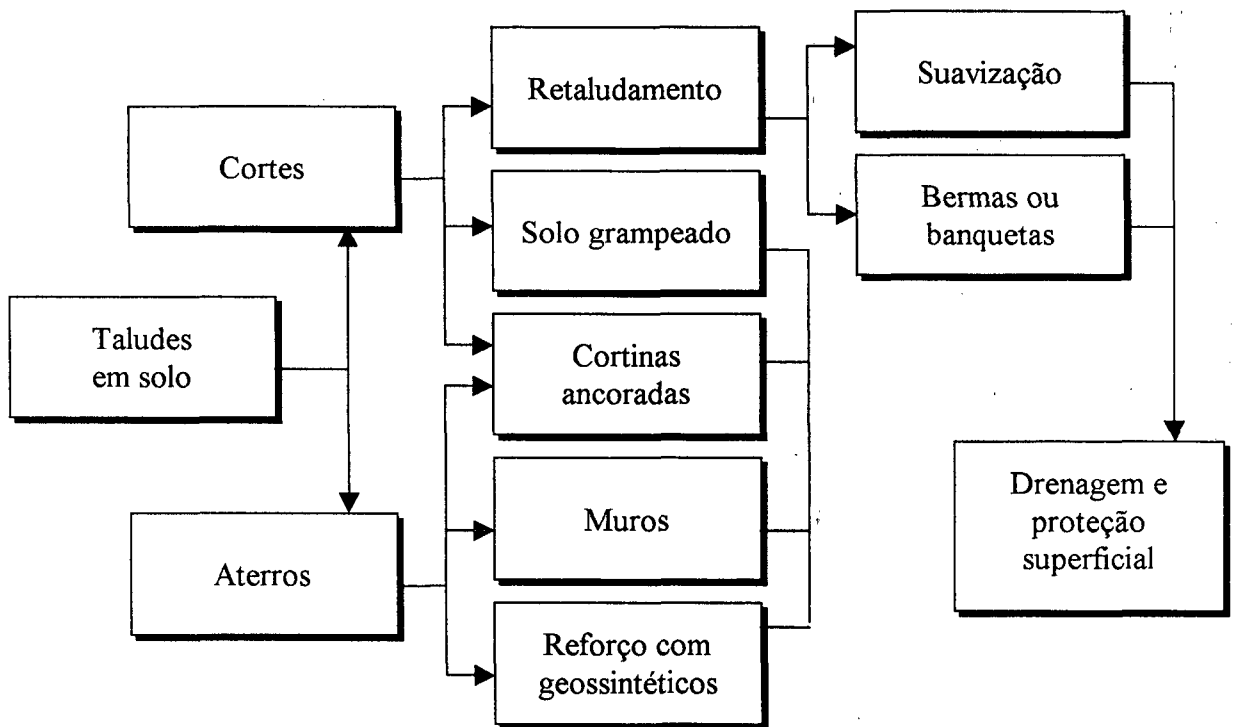 Taludes
em solo
Cortes
Aterros
Retaludamento
Solo grampeado
Cortinas
ancoradas
Muros
Reforço com
geossintéticos
Suavização
Bermas ou
banquetas
Drenagem e
proteção
superficial